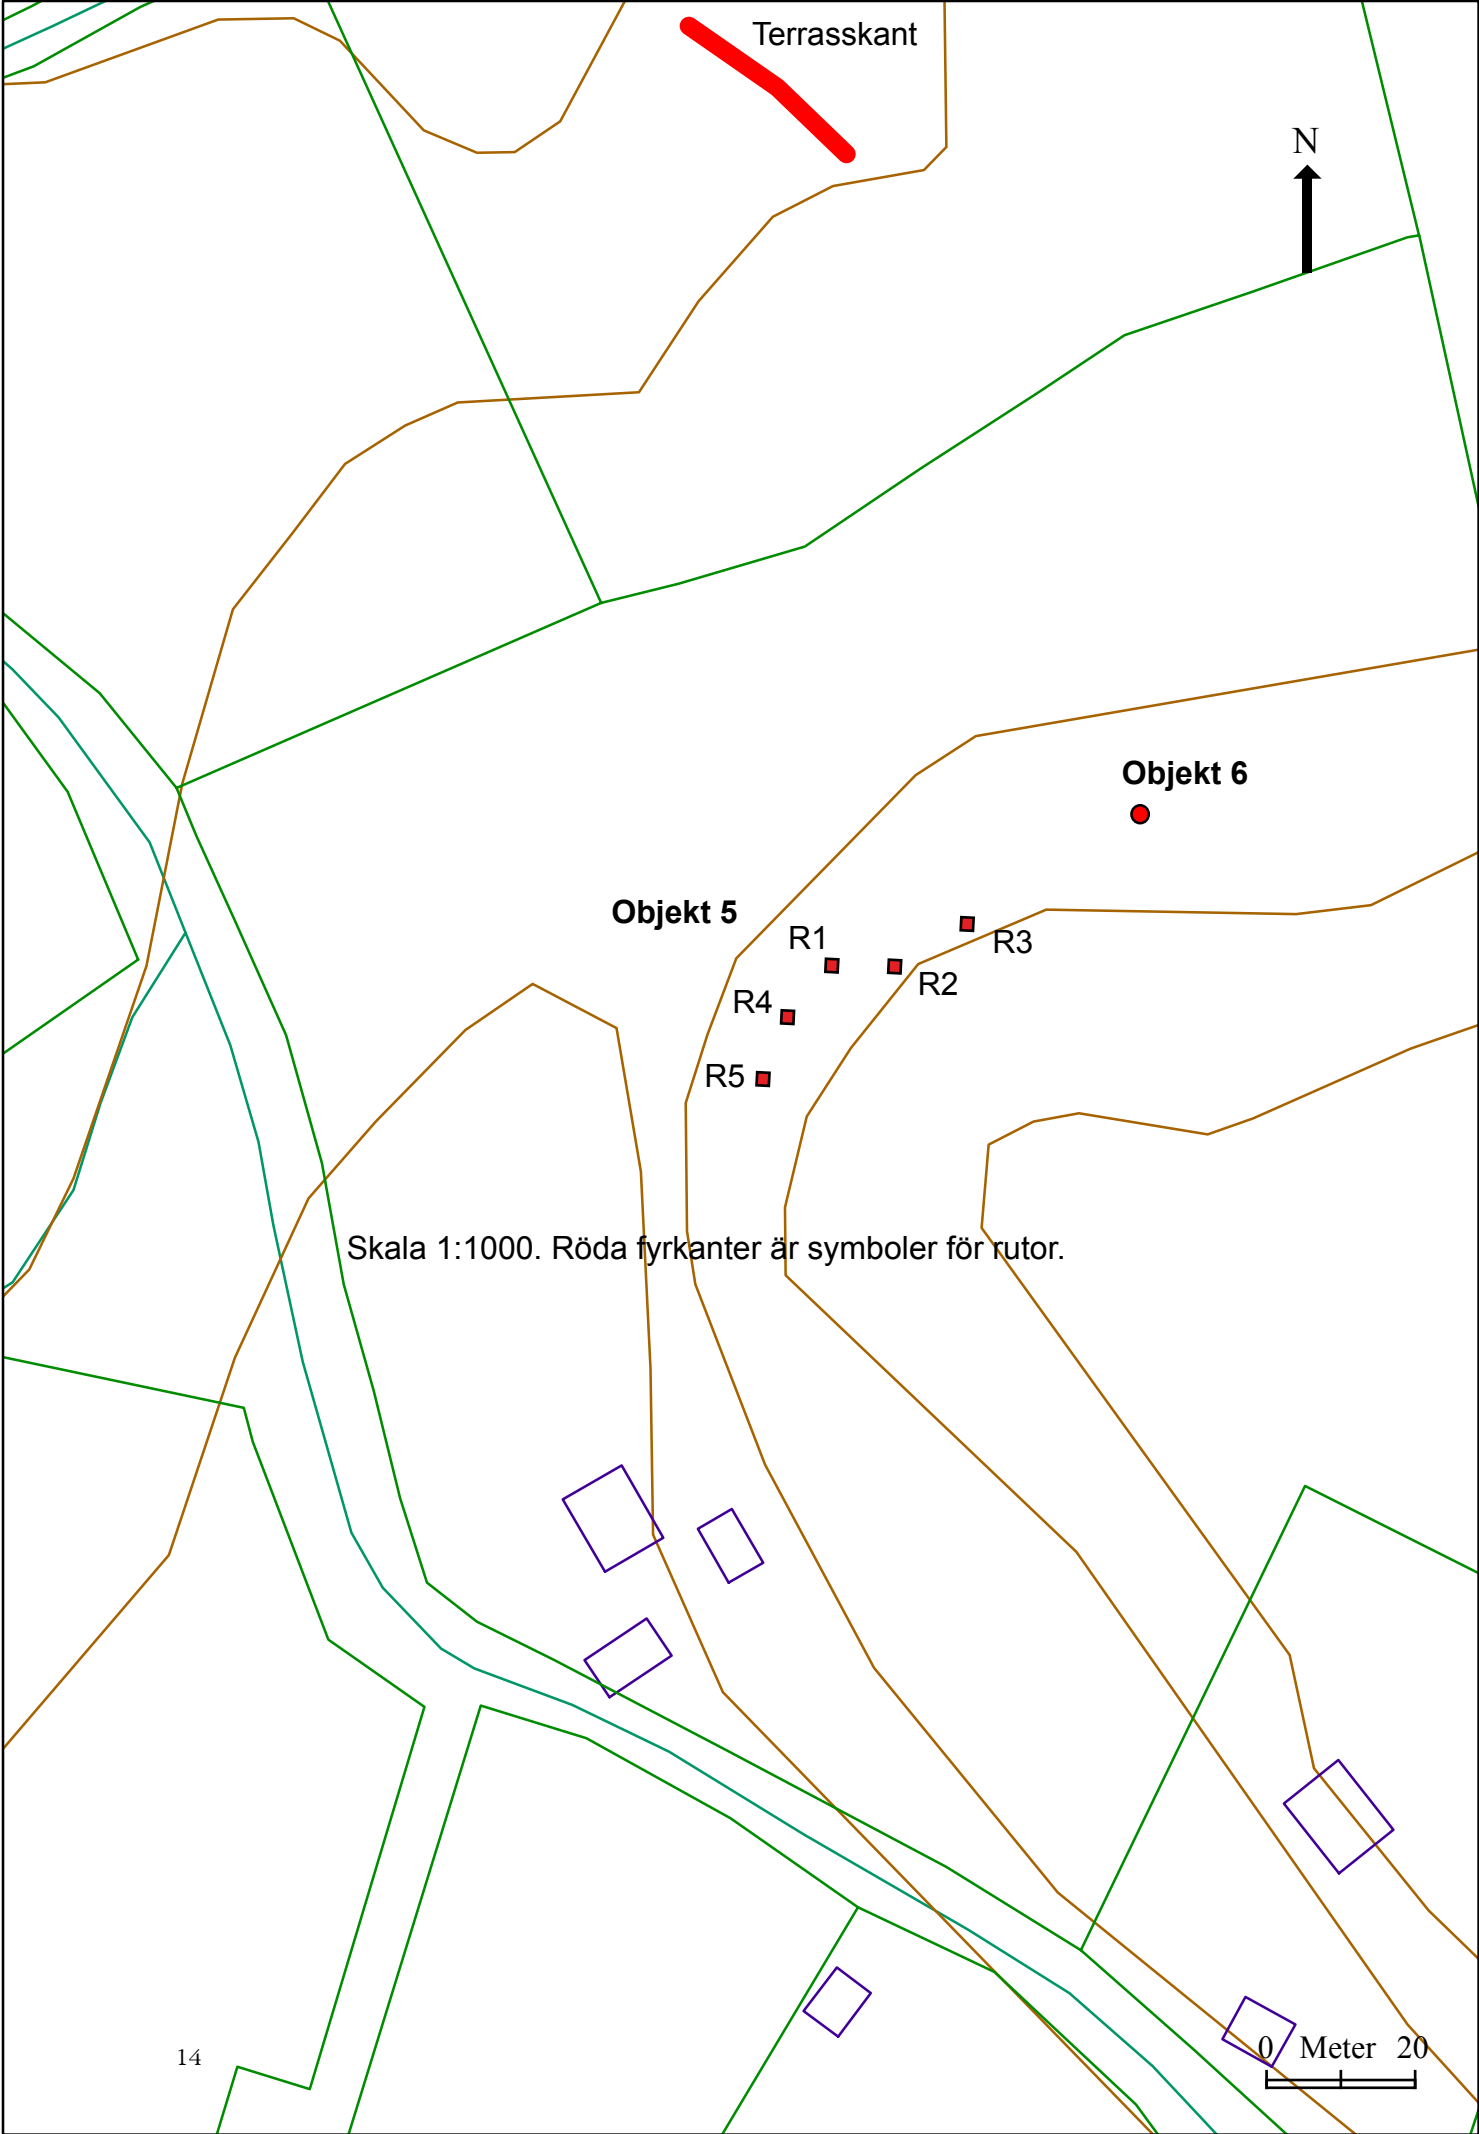 Terrasskant
N
Objekt 6
Objekt 5
R1
R3
R2
R4
R5
Skala 1:1000. Röda fyrkanter är symboler för rutor.
14
0 Meter 20